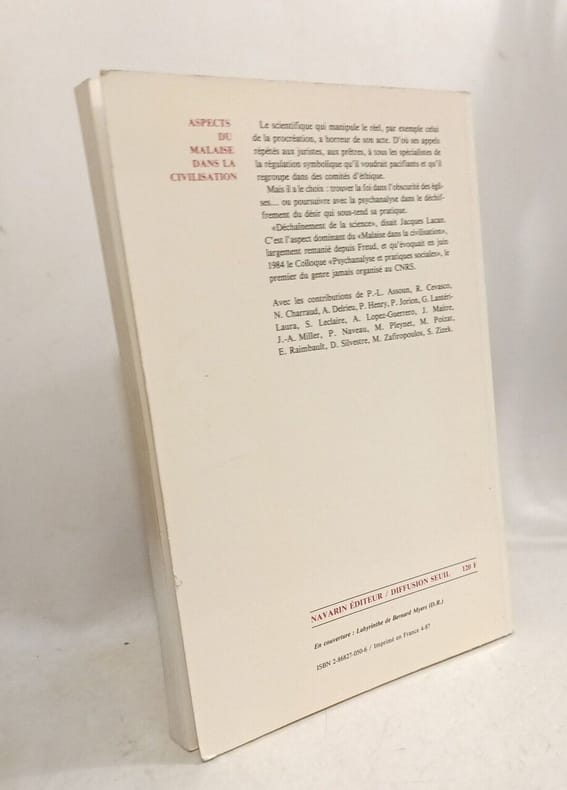 ASPECTS
DU
MALAISE
DANS LA
CIVILISATION
Le scientifique qui manipule le réel, par exemple celui
de la procréation, a horreur de son acte. D'où ses appels
répétés aux juristes, aux prêtres, à tous les spécialistes de
la régulation symbolique qu'il voudrait pacifiants et qu'il
regroupe dans des comités d'éthique.
Mais il a le choix : trouver la foi dans l'obscurité des égli-
ses.... ou poursuivre avec la psychanalyse dans le déchif-
frement du désir qui sous-tend sa pratique.
«Déchaînement de la science», disait Jacques Lacan.
C'est l'aspect dominant du «Malaise dans la civilisation»,
largement remanié depuis Freud, et qu'évoquait en juin
1984 le Colloque «Psychanalyse et pratiques sociales», le
premier du genre jamais organisé au CNRS.
Avec les contributions de P.-L. Assoun, R. Cevasco,
N. Charraud, A. Delrieu, P. Henry, P. Jorion, G. Lantéri-
Laura, S. Leclaire, A. Lopez-Guerrero, J. Maitre,
J.-A. Miller, P. Naveau, M. Pleynet, M. Poizat,
E. Raimbault, D. Silvestre, M. Zafiropoulos, S. Zizek.
NAVARIN ÉDITEUR / DIFFUSION SEUIL 120 F
En couverture : Labyrinthe de Bernard Myers (D.R.)
ISBN 2-86827-050-6 / Imprimé en France 4-87